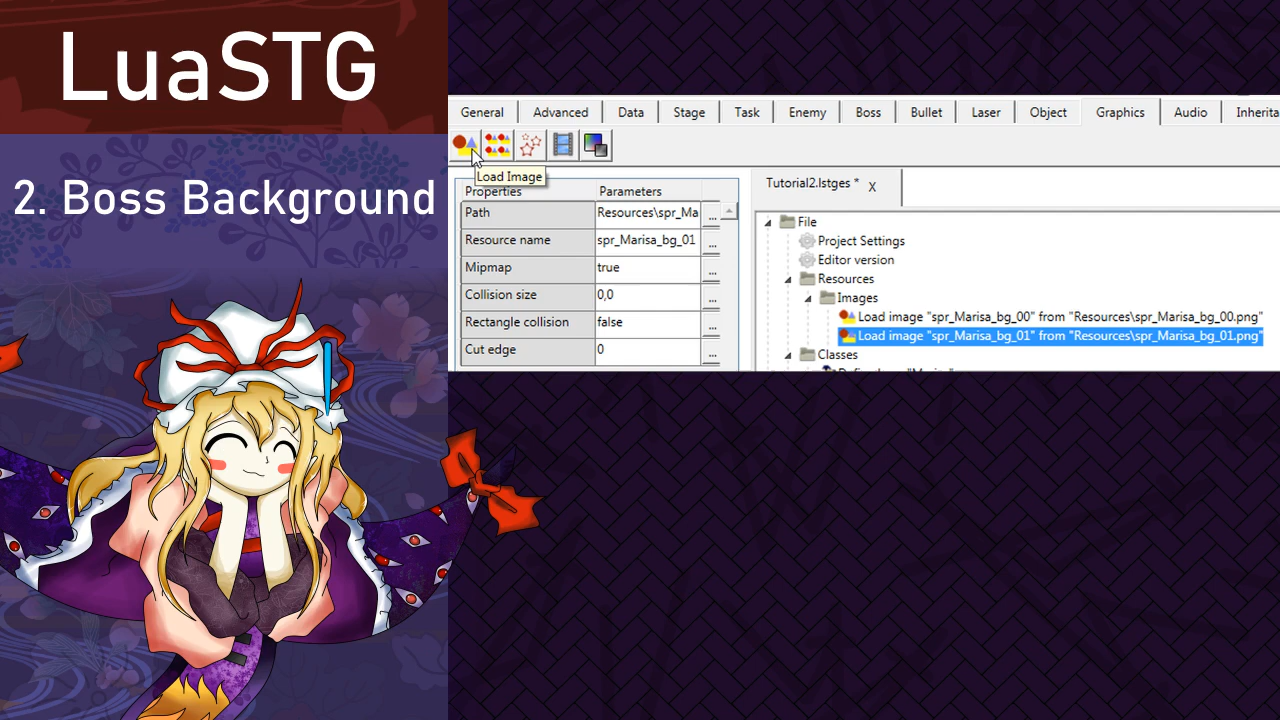 LuaSTG
2. Boss Background
General Advanced Data Stage Task Enemy Boss Bullet Laser Object Graphics Audio Inherita
Load Image
Properties Parameters
Path Resources\spr_Ma ...
Resource name spr_Marisa_bg_01 ...
Mipmap true ...
Collision size 0,0 ...
Rectangle collision false ...
Cut edge 0 ...
Tutorial2.lstges * X
File
Project Settings
Editor version
Resources
Images
Load image "spr_Marisa_bg_00" from "Resources\spr_Marisa_bg_00.png"
Load image "spr_Marisa_bg_01" from "Resources\spr_Marisa_bg_01.png"
Classes